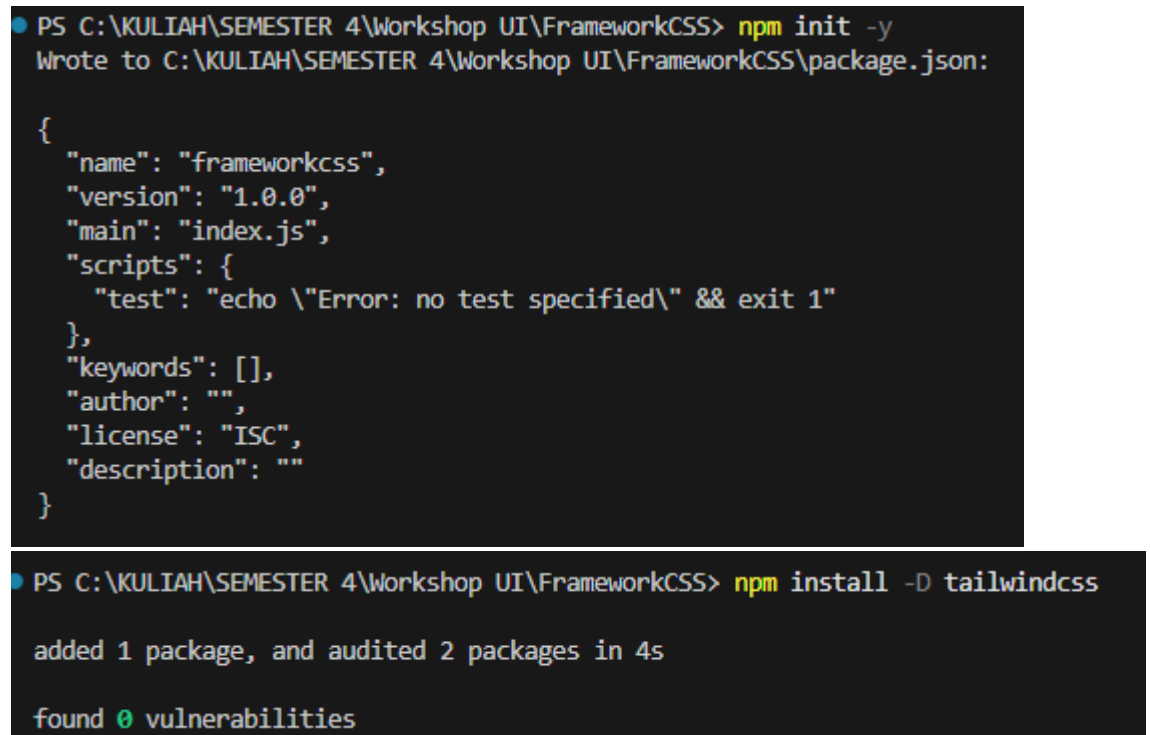 PS C:\KULIAH\SEMESTER 4\Workshop UI\FrameworkCSS> npm init -y
Wrote to C:\KULIAH\SEMESTER 4\Workshop UI\FrameworkCSS\package.json:
{
  "name": "frameworkcss",
  "version": "1.0.0",
  "main": "index.js",
  "scripts": {
    "test": "echo \"Error: no test specified\" && exit 1"
  },
  "keywords": [],
  "author": "",
  "license": "ISC",
  "description": ""
}
PS C:\KULIAH\SEMESTER 4\Workshop UI\FrameworkCSS> npm install -D tailwindcss
added 1 package, and audited 2 packages in 4s
found 0 vulnerabilities